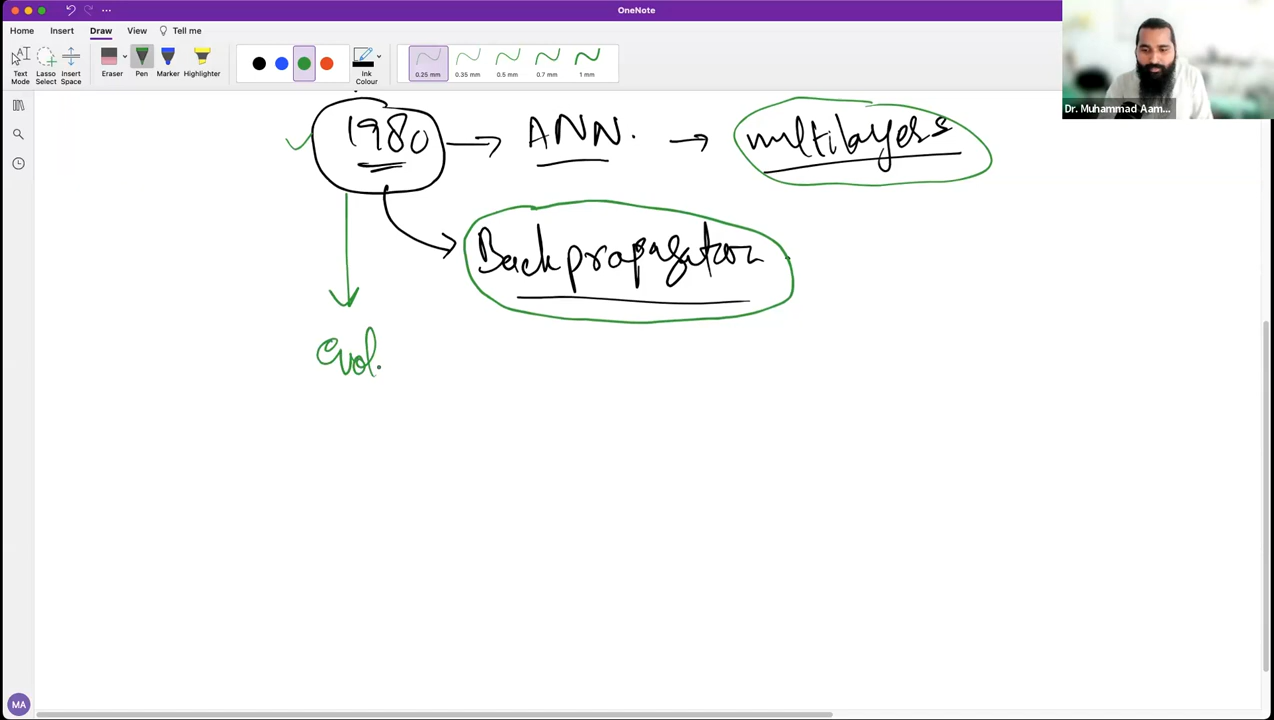 OneNote
Home Insert Draw View Tell me
Text Mode
Lasso Select
Insert Space
Eraser
Pen
Marker
Highlighter
Ink Colour
0.25 mm
0.35 mm
0.5 mm
0.7 mm
1 mm
Dr. Muhammad Aam...
1980 → ANN. → multilayers
Backpropagation
evol.
MA